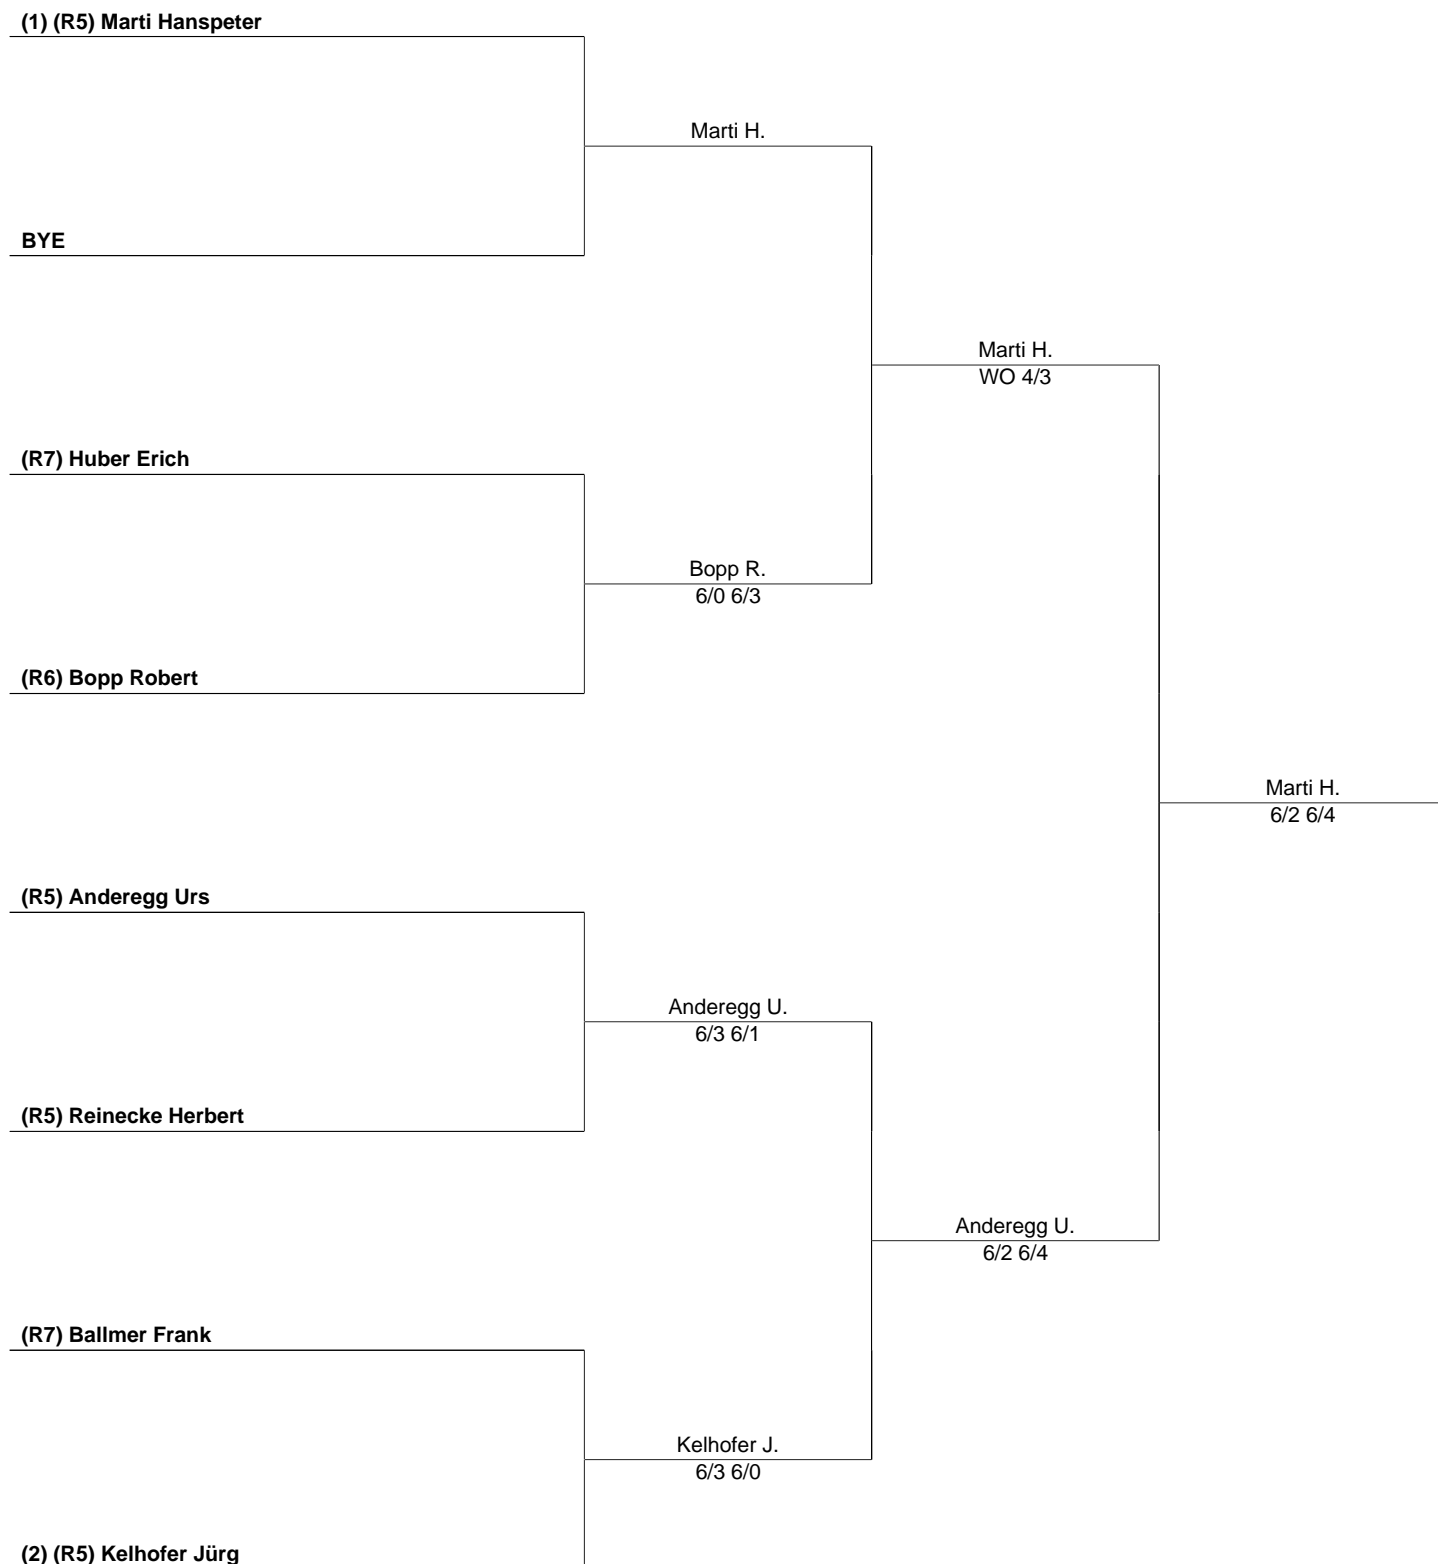 (1) (R5) Marti Hanspeter
Marti H.
BYE
Marti H.
WO 4/3
(R7) Huber Erich
Bopp R.
6/0 6/3
(R6) Bopp Robert
Marti H.
6/2 6/4
(R5) Anderegg Urs
Anderegg U.
6/3 6/1
(R5) Reinecke Herbert
Anderegg U.
6/2 6/4
(R7) Ballmer Frank
Kelhofer J.
6/3 6/0
(2) (R5) Kelhofer Jürg